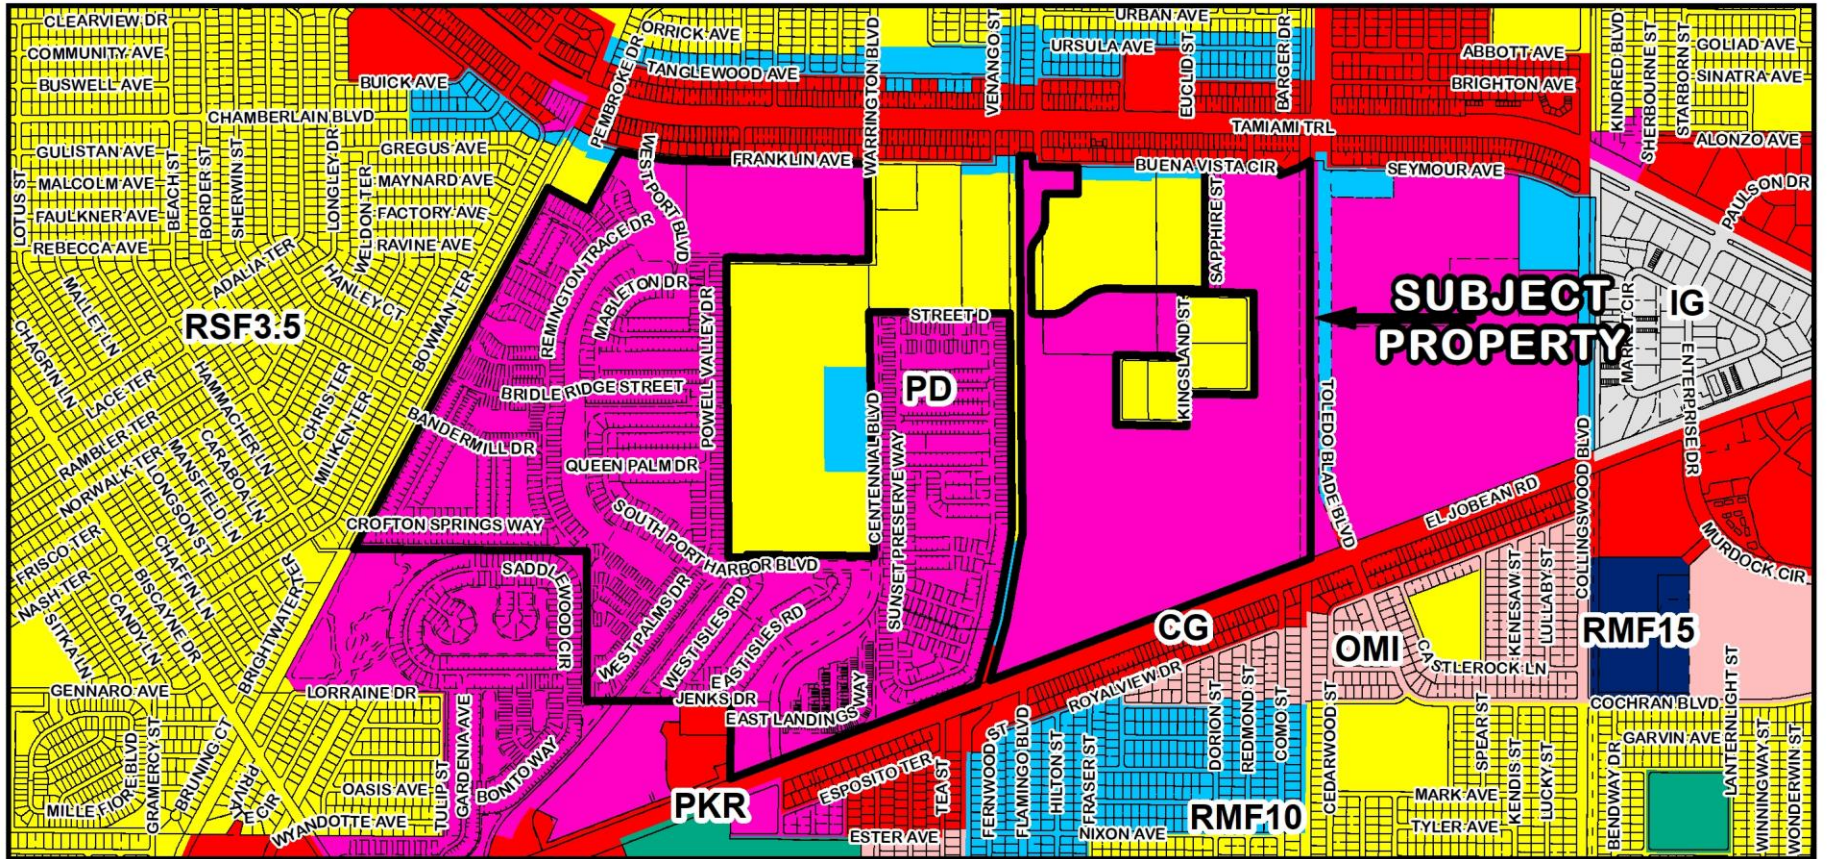 CLEARVIEW DR
COMMUNITY AVE
BUSWELL AVE
BUICK AVE
CHAMBERLAIN BLVD
GULISTAN AVE
GREGUS AVE
MALCOLM AVE
MAYNARD AVE
FAULKNER AVE
FACTORY AVE
REBECCA AVE
RAVINE AVE
LOTUS ST
BEACH ST
BORDER ST
SHERWIN ST
LONGLEY DR
WELDON TER
ADALIA TER
HANLEY CT
BOWMAN TER
MALLET LN
CHAGRIN LN
RSF3.5
LACE TER
HAMMACHER LN
CHRIS TER
MILIKEN TER
RAMBLER TER
CARABOA LN
MANSFIELD LN
TONGSON ST
NORWALK TER
FRISCO TER
CHAFFIN LN
NASH TER
BISCAYNE DR
CANDY LN
SITKA LN
BRIGHTWATER TER
GENNARO AVE
LORRAINE DR
MILLE FIORE BLVD
GRAMERCY ST
BRUNING CT
PRIVA CIR
OASIS AVE
WYANDOTTE AVE
TULIP ST
GARDENIA AVE
BONITO WAY
ORRICK AVE
TANGLEWOOD AVE
PEMBROKE DR
WARRINGTON BLVD
VENANGO ST
URBAN AVE
URSULA AVE
EUCLID ST
BARGER DR
TAMIAMI TRL
ABBOTT AVE
BRIGHTON AVE
KINDRED BLVD
SHERBOURNE ST
STARBORN ST
GOLIAD AVE
SINATRA AVE
ALONZO AVE
PAULSON DR
FRANKLIN AVE
BUENA VISTA CIR
SEYMOUR AVE
WEST PORT BLVD
REMINGTON TRACE DR
MABLETON DR
POWELL VALLEY DR
BRIDLE RIDGE STREET
BANDERMILL DR
QUEEN PALM DR
CROFTON SPRINGS WAY
SOUTH PORT HARBOR BLVD
SADDLEWOOD CIR
WEST PALMS DR
WEST ISLES RD
EAST ISLES RD
JENKS DR
EAST LANDINGS WAY
STREET D
PD
CENTENNIAL BLVD
SUNSET PRESERVE WAY
SAPPHIRE ST
KINGSLAND ST
SUBJECT
PROPERTY
IG
MARKET CIR
ENTERPRISE DR
TOLEDO BLADE BLVD
COLLINGSWOOD BLVD
EL JOBEAN RD
MURDOCK CIR
CG
OMI
RMF15
ROYALVIEW DR
CASTLEROCK LN
KENESAW ST
LULLABY ST
DORION ST
REDMOND ST
COMO ST
CEDARWOOD ST
SPEAR ST
COCHRAN BLVD
GARVIN AVE
LANTERNLIGHT ST
BENDWAY DR
WINNINGWAY ST
WONDERWIN ST
MARK AVE
TYLER AVE
KENDIS ST
LUCKY ST
PKR
ESPOSITO TER
TEA ST
ESTER AVE
FERNWOOD ST
FLAMINGO BLVD
HILTON ST
FRASER ST
NIXON AVE
RMF10